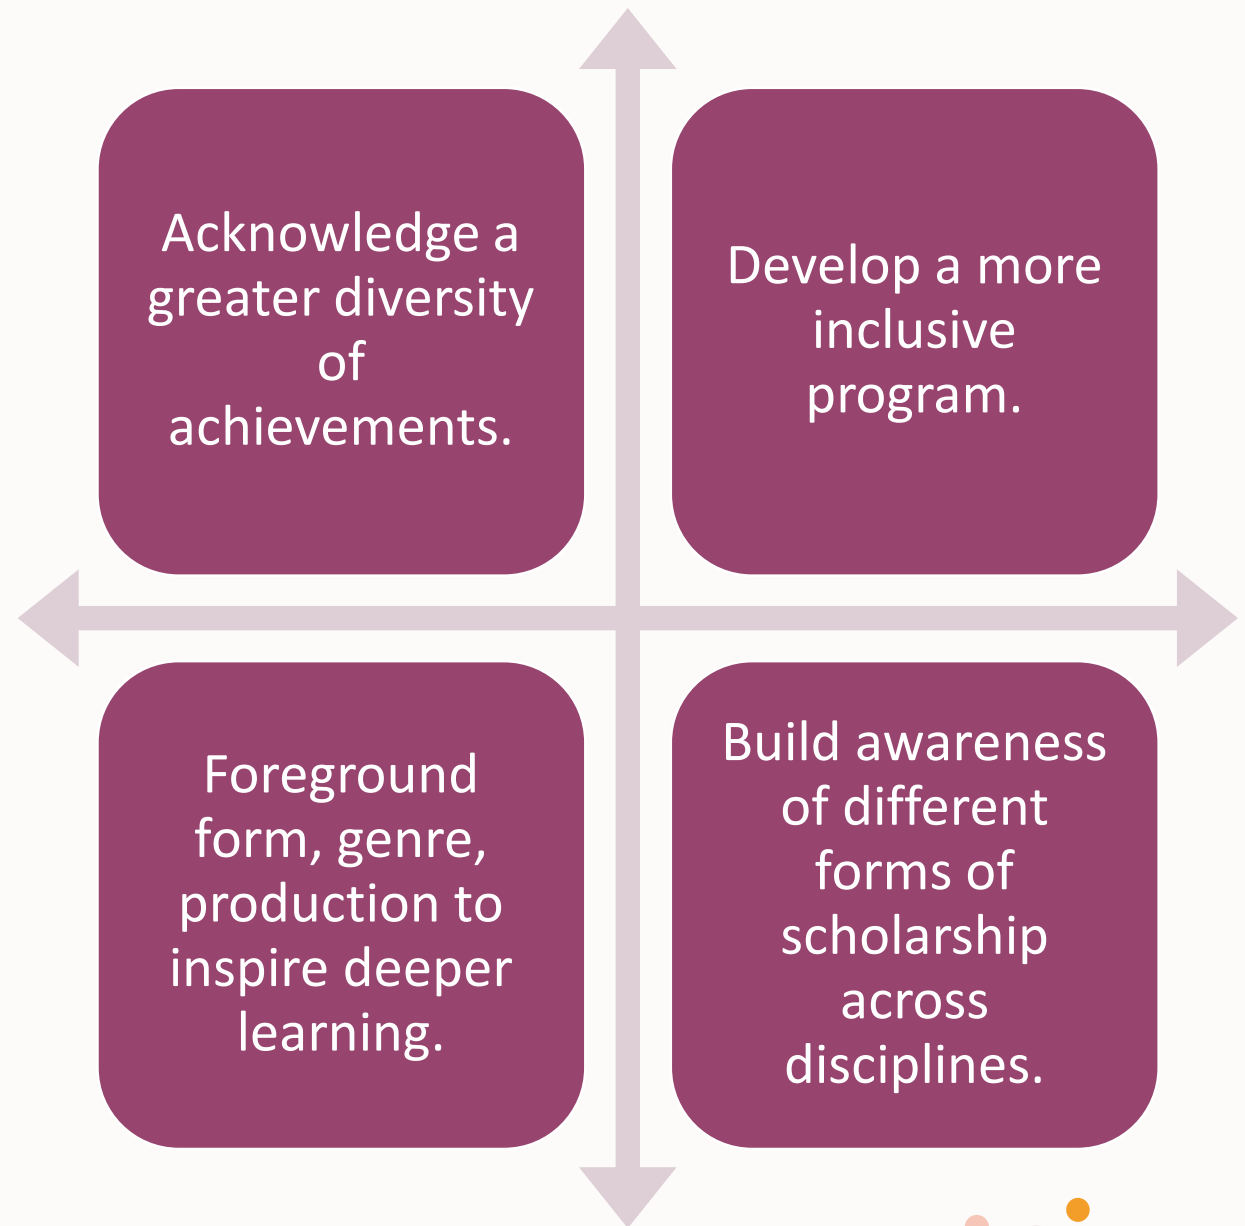 Acknowledge a
greater diversity
of
achievements.
Develop a more
inclusive
program.
Foreground
form, genre,
production to
inspire deeper
learning.
Build awareness
of different
forms of
scholarship
across
disciplines.